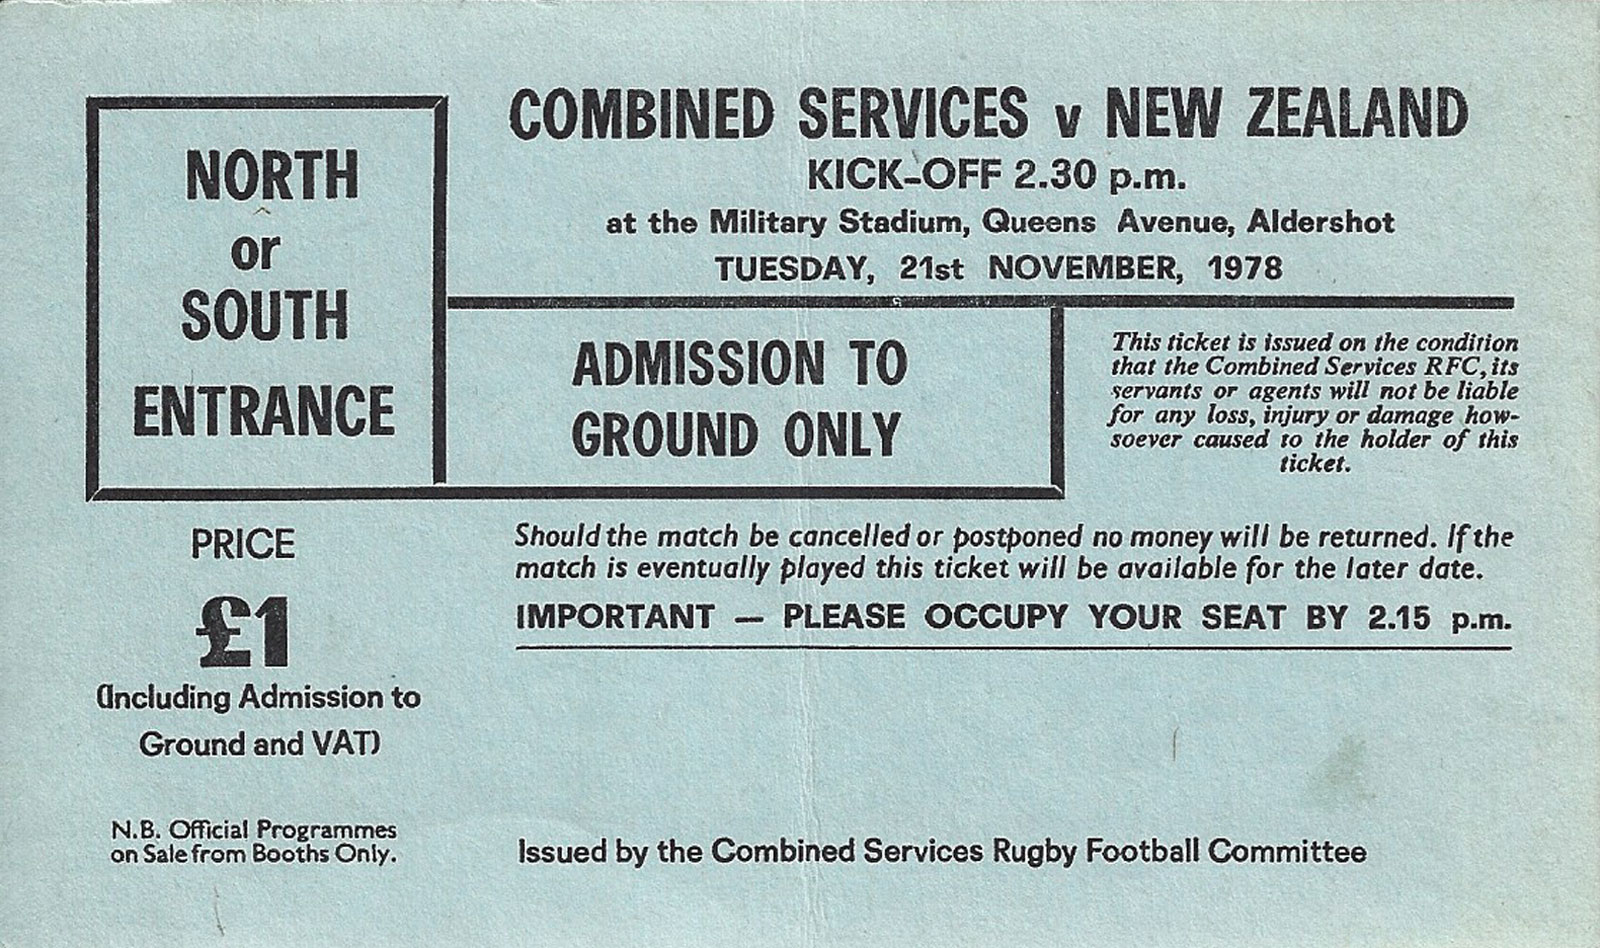 NORTH
or
SOUTH
ENTRANCE
COMBINED SERVICES v NEW ZEALAND
KICK-OFF 2.30 p.m.
at the Military Stadium, Queens Avenue, Aldershot
TUESDAY, 21st NOVEMBER, 1978
ADMISSION TO
GROUND ONLY
This ticket is issued on the condition
that the Combined Services RFC, its
servants or agents will not be liable
for any loss, injury or damage how-
soever caused to the holder of this
ticket.
PRICE
£1
(Including Admission to
Ground and VAT)
N.B. Official Programmes
on Sale from Booths Only.
Should the match be cancelled or postponed no money will be returned. If the
match is eventually played this ticket will be available for the later date.
IMPORTANT — PLEASE OCCUPY YOUR SEAT BY 2.15 p.m.
Issued by the Combined Services Rugby Football Committee